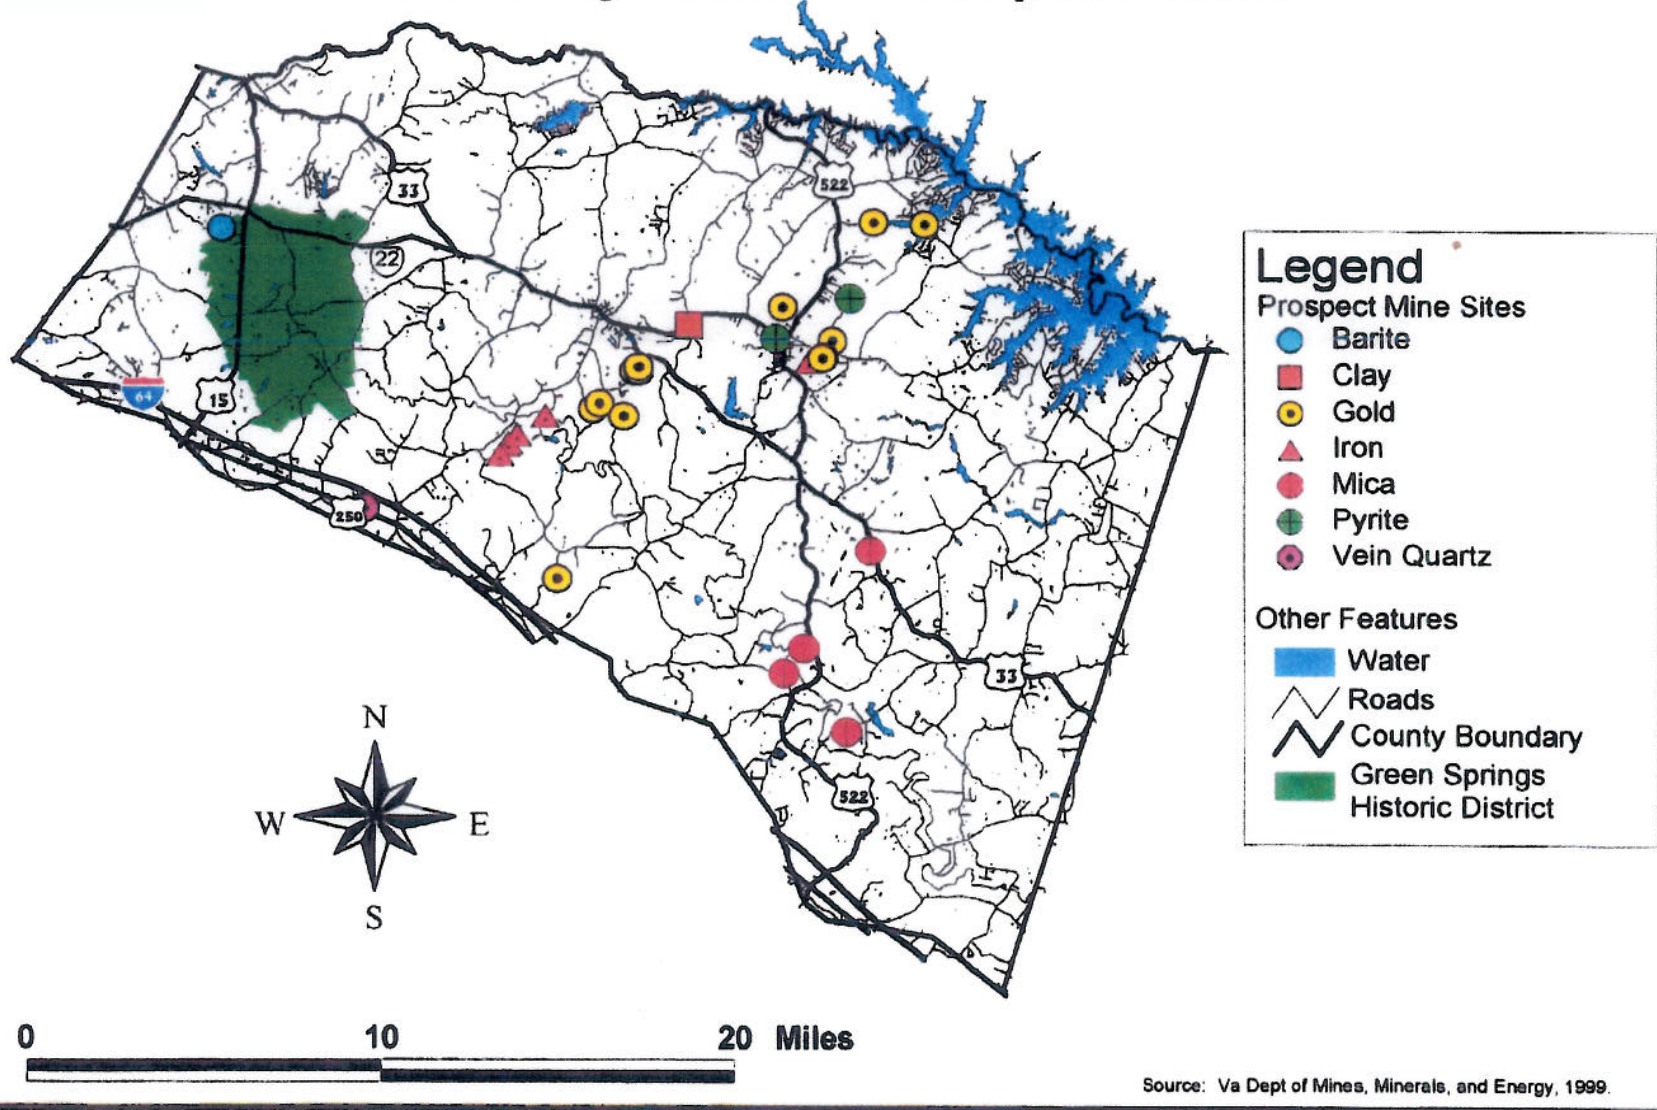 33
522
22
15
64
250
33
522
N
W
E
S
Legend
Prospect Mine Sites
Barite
Clay
Gold
Iron
Mica
Pyrite
Vein Quartz
Other Features
Water
Roads
County Boundary
Green Springs
Historic District
0 10 20 Miles
Source: Va Dept of Mines, Minerals, and Energy, 1999.